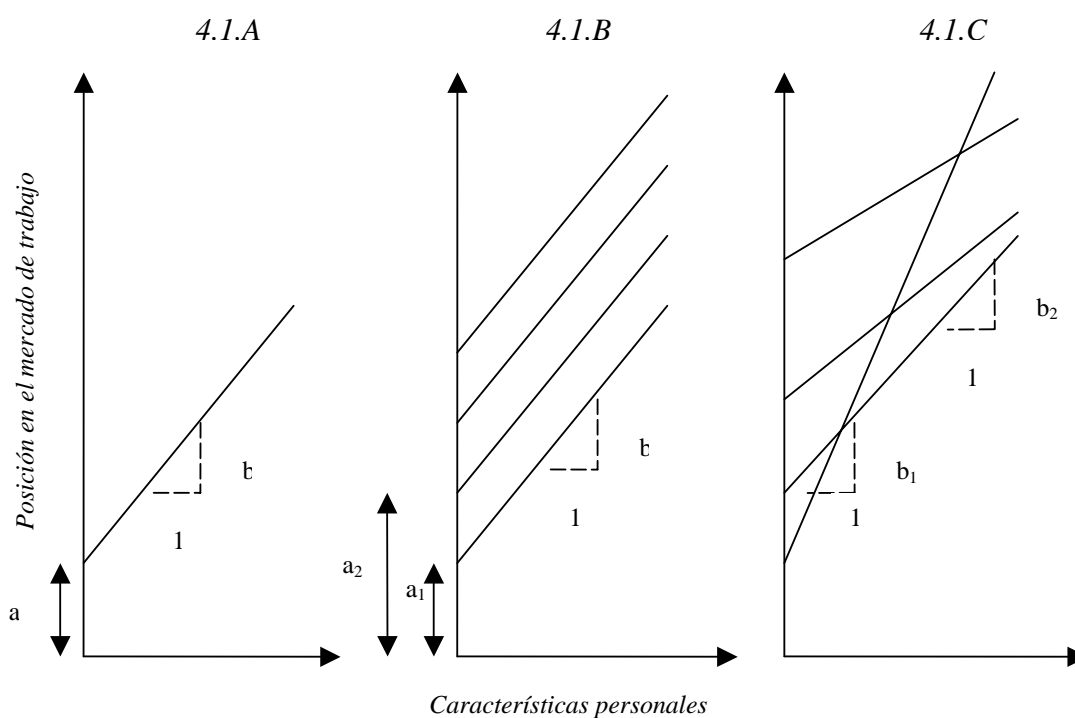 4.1.A
4.1.B
4.1.C
Posición en el mercado de trabajo
a
1
b
a₂
a₁
1
b
b₁
1
b₂
1
Características personales